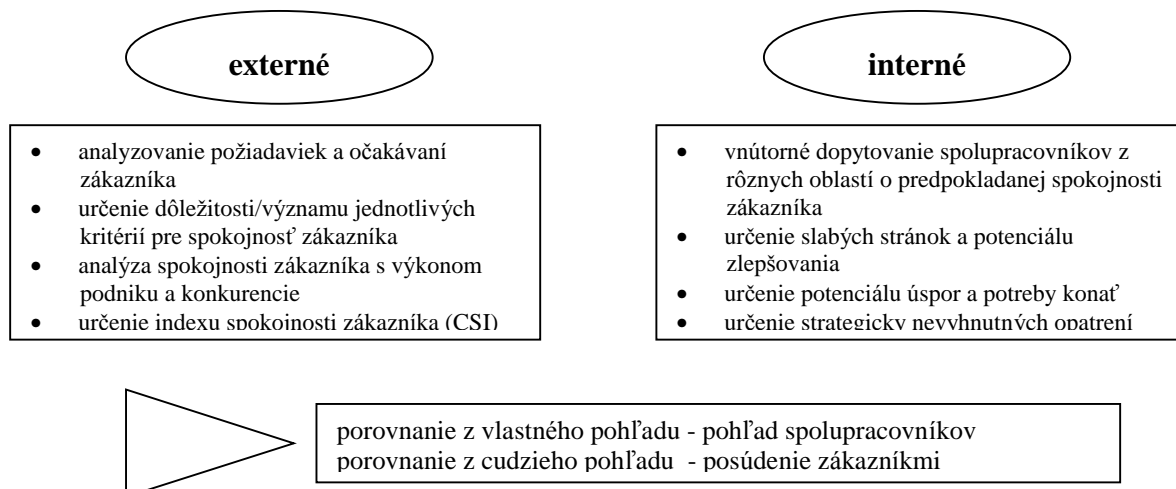 externé
• analyzovanie požiadaviek a očakávaní
zákazníka
• určenie dôležitosti/významu jednotlivých
kritérií pre spokojnosť zákazníka
• analýza spokojnosti zákazníka s výkonom
podniku a konkurencie
• určenie indexu spokojnosti zákazníka (CSI)
interné
• vnútorné dopytovanie spolupracovníkov z
rôznych oblastí o predpokladanej spokojnosti
zákazníka
• určenie slabých stránok a potenciálu
zlepšovania
• určenie potenciálu úspor a potreby konať
• určenie strategicky nevyhnutných opatrení
porovnanie z vlastného pohľadu - pohľad spolupracovníkov
porovnanie z cudzieho pohľadu - posúdenie zákazníkmi